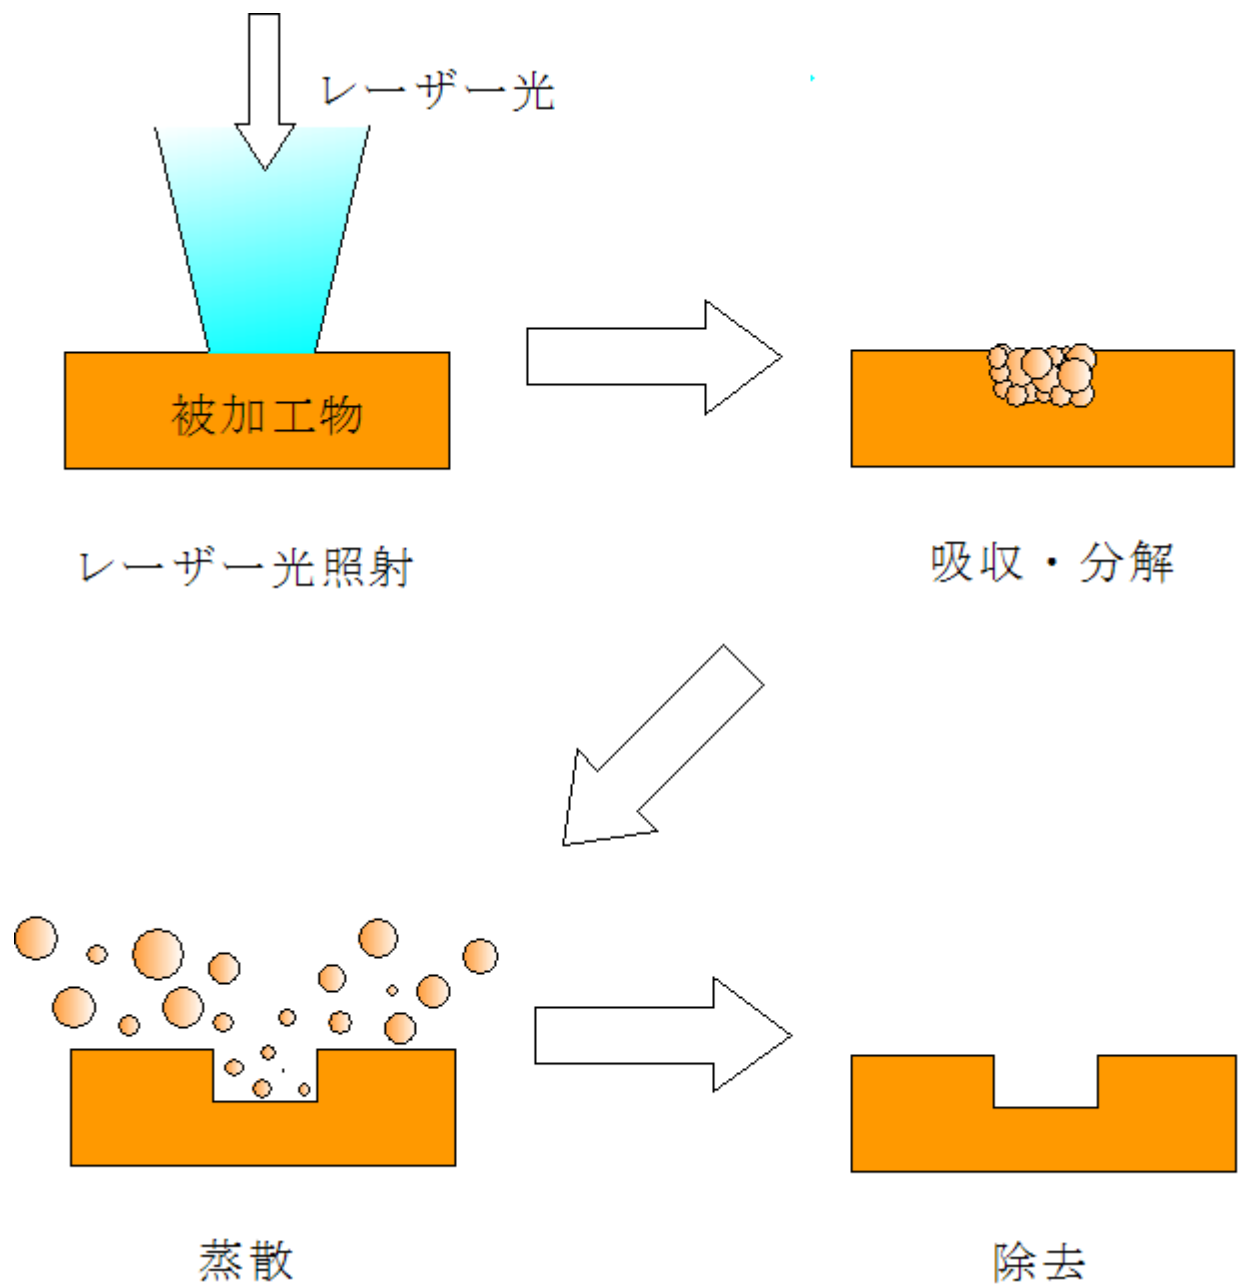 レーザー光
被加工物
レーザー光照射
吸収・分解
蒸散
除去